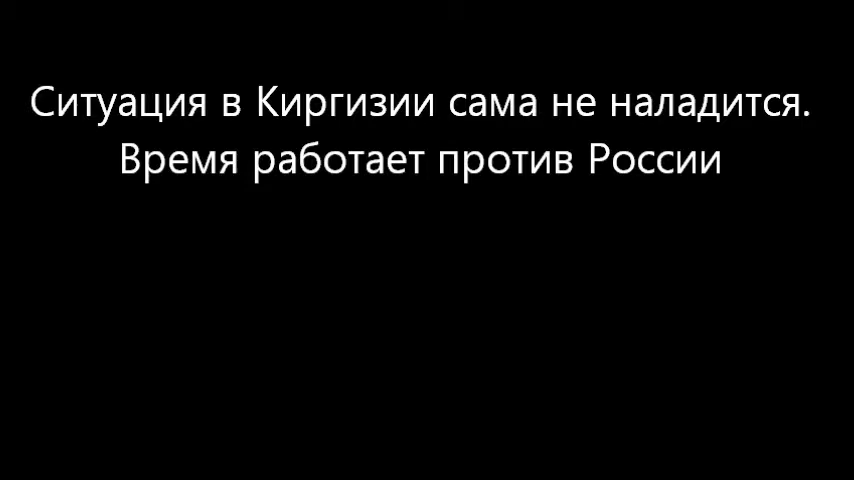 Ситуация в Киргизии сама не наладится.
Время работает против России